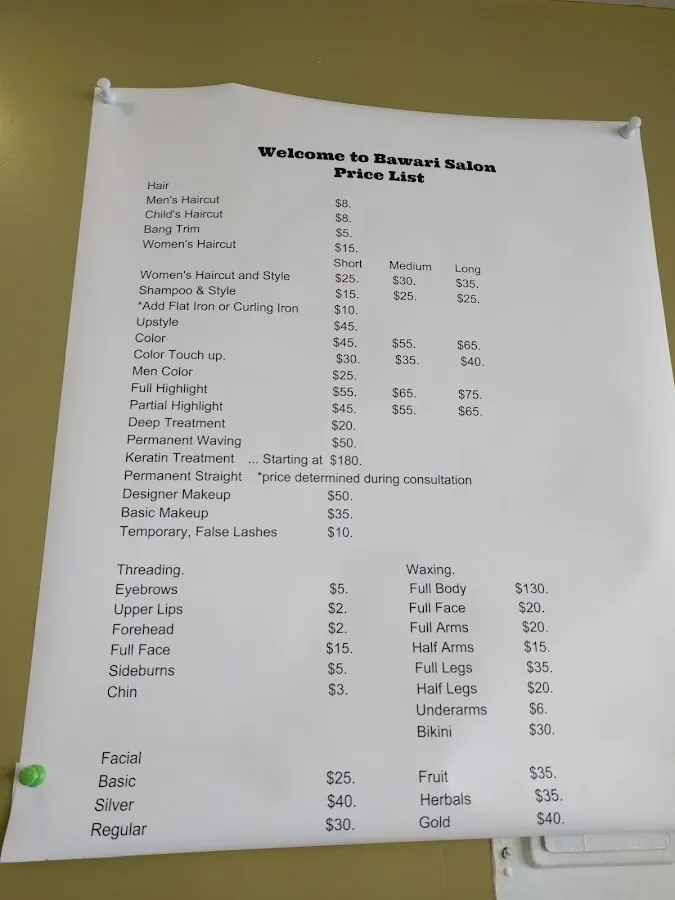 Welcome to Bawari Salon
Price List
Hair
Men's Haircut $8.
Child's Haircut $8.
Bang Trim $5.
Women's Haircut $15.
Short Medium Long
Women's Haircut and Style $25. $30. $35.
Shampoo & Style $15. $25. $25.
*Add Flat Iron or Curling Iron $10.
Upstyle $45.
Color $45. $55. $65.
Color Touch up. $30. $35. $40.
Men Color $25.
Full Highlight $55. $65. $75.
Partial Highlight $45. $55. $65.
Deep Treatment $20.
Permanent Waving $50.
Keratin Treatment ... Starting at $180.
Permanent Straight *price determined during consultation
Designer Makeup $50.
Basic Makeup $35.
Temporary, False Lashes $10.
Threading. Waxing.
Eyebrows $5. Full Body $130.
Upper Lips $2. Full Face $20.
Forehead $2. Full Arms $20.
Full Face $15. Half Arms $15.
Sideburns $5. Full Legs $35.
Chin $3. Half Legs $20.
Underarms $6.
Bikini $30.
Facial
Basic $25. Fruit $35.
Silver $40. Herbals $35.
Regular $30. Gold $40.